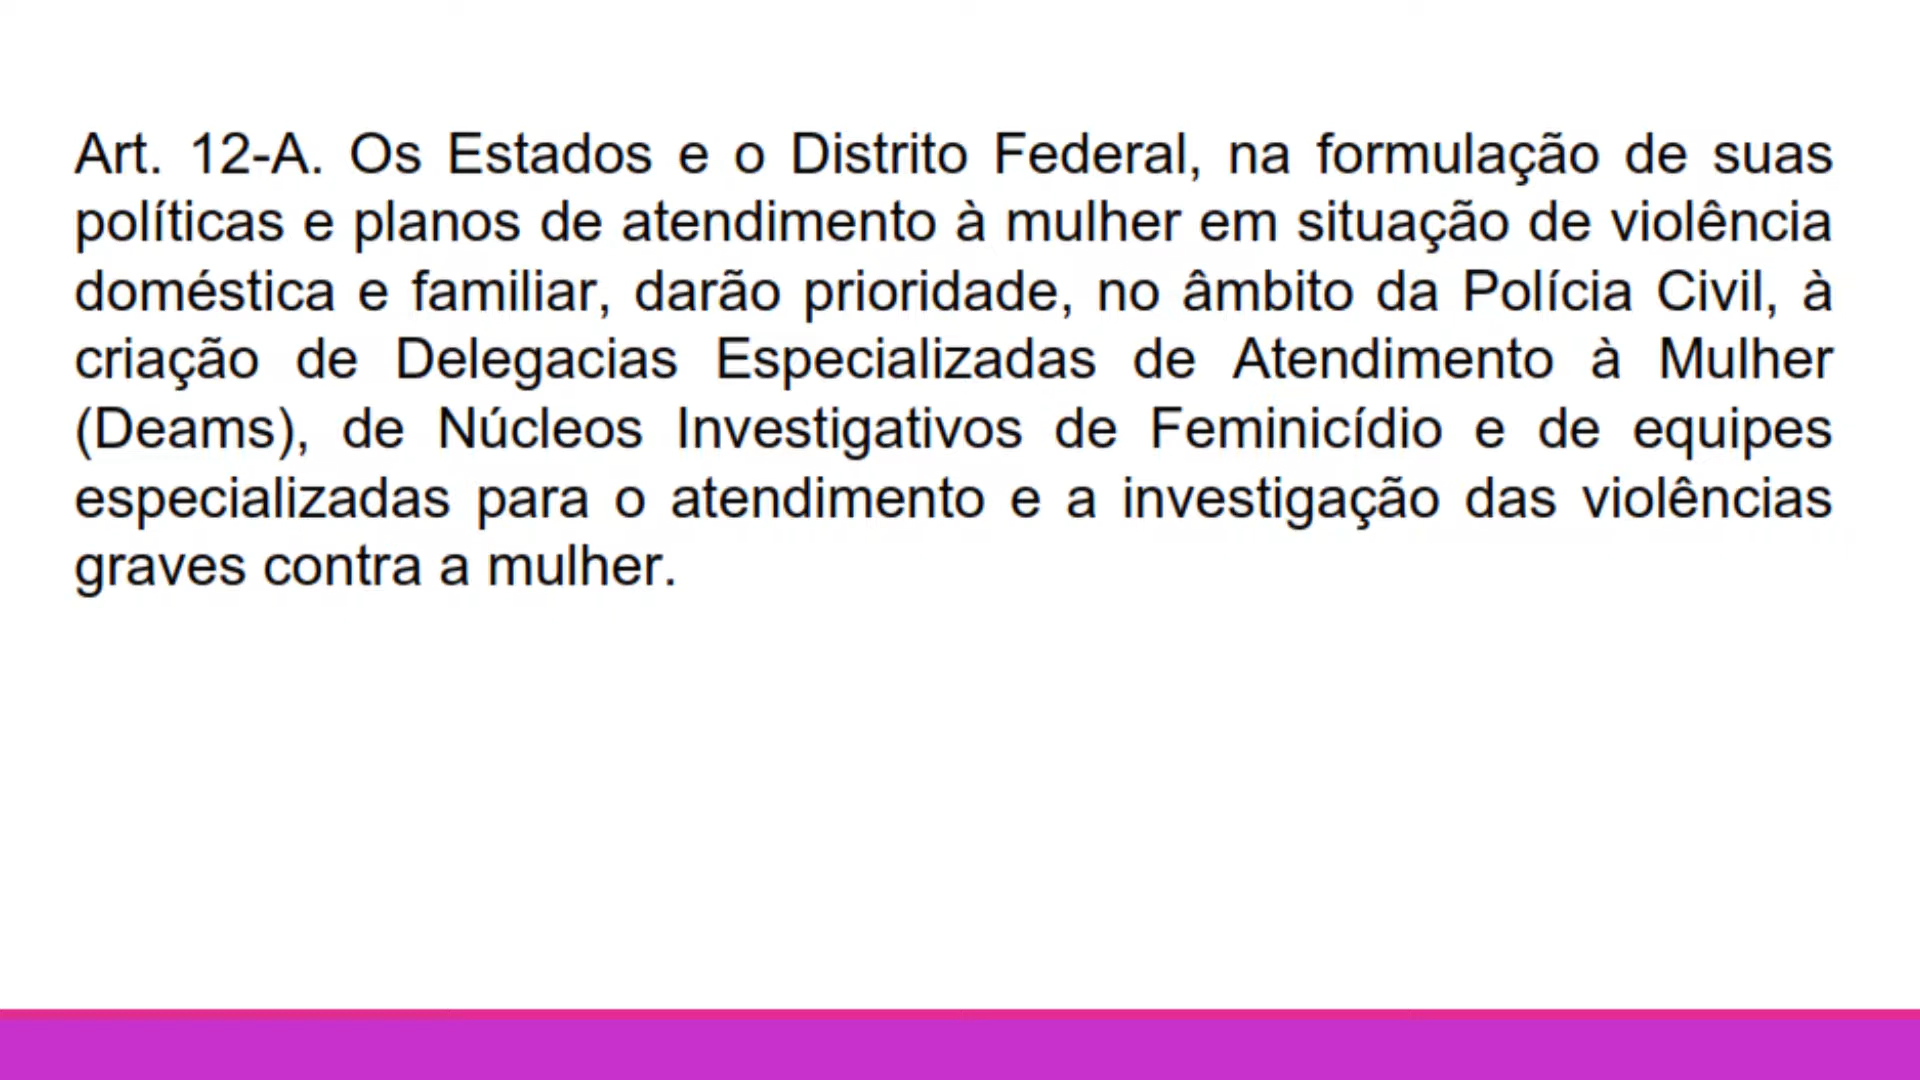 Art. 12-A. Os Estados e o Distrito Federal, na formulação de suas
políticas e planos de atendimento à mulher em situação de violência
doméstica e familiar, darão prioridade, no âmbito da Polícia Civil, à
criação de Delegacias Especializadas de Atendimento à Mulher
(Deams), de Núcleos Investigativos de Feminicídio e de equipes
especializadas para o atendimento e a investigação das violências
graves contra a mulher.